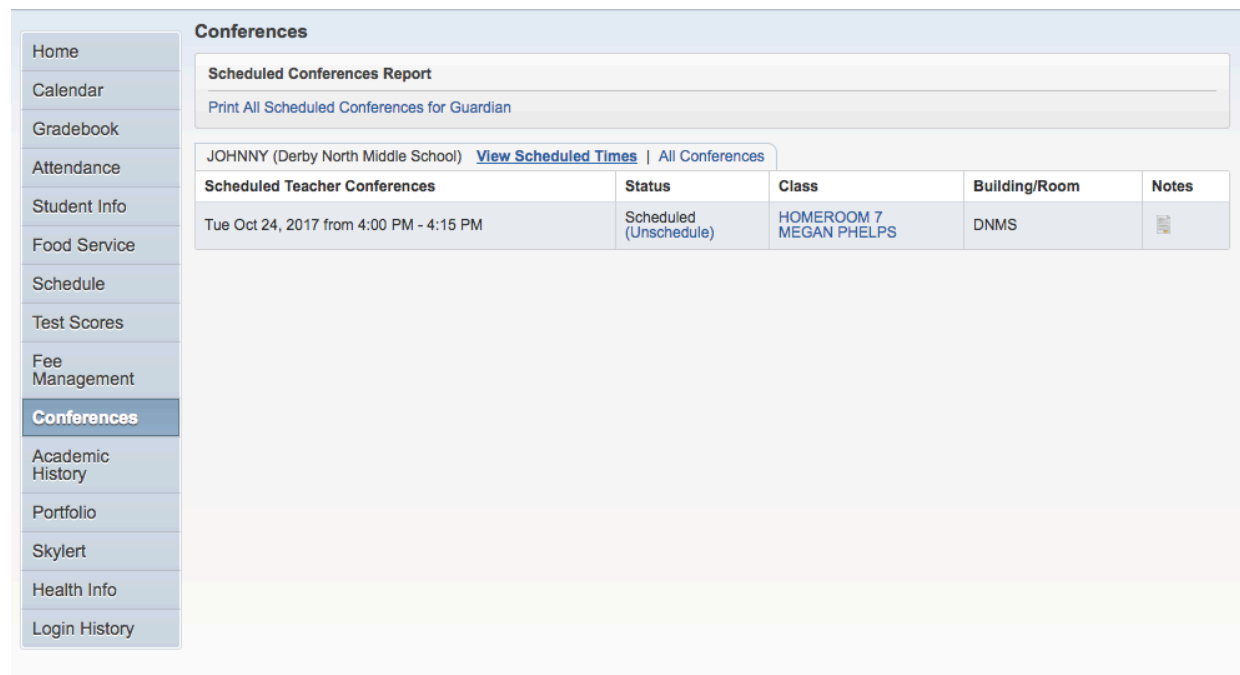 Home
Calendar
Gradebook
Attendance
Student Info
Food Service
Schedule
Test Scores
Fee
Management
Conferences
Academic
History
Portfolio
Skylert
Health Info
Login History
Conferences
Scheduled Conferences Report
Print All Scheduled Conferences for Guardian
JOHNNY (Derby North Middle School) View Scheduled Times | All Conferences
Scheduled Teacher Conferences Status Class Building/Room Notes
Tue Oct 24, 2017 from 4:00 PM - 4:15 PM Scheduled HOMEROOM 7 DNMS
(Unschedule) MEGAN PHELPS